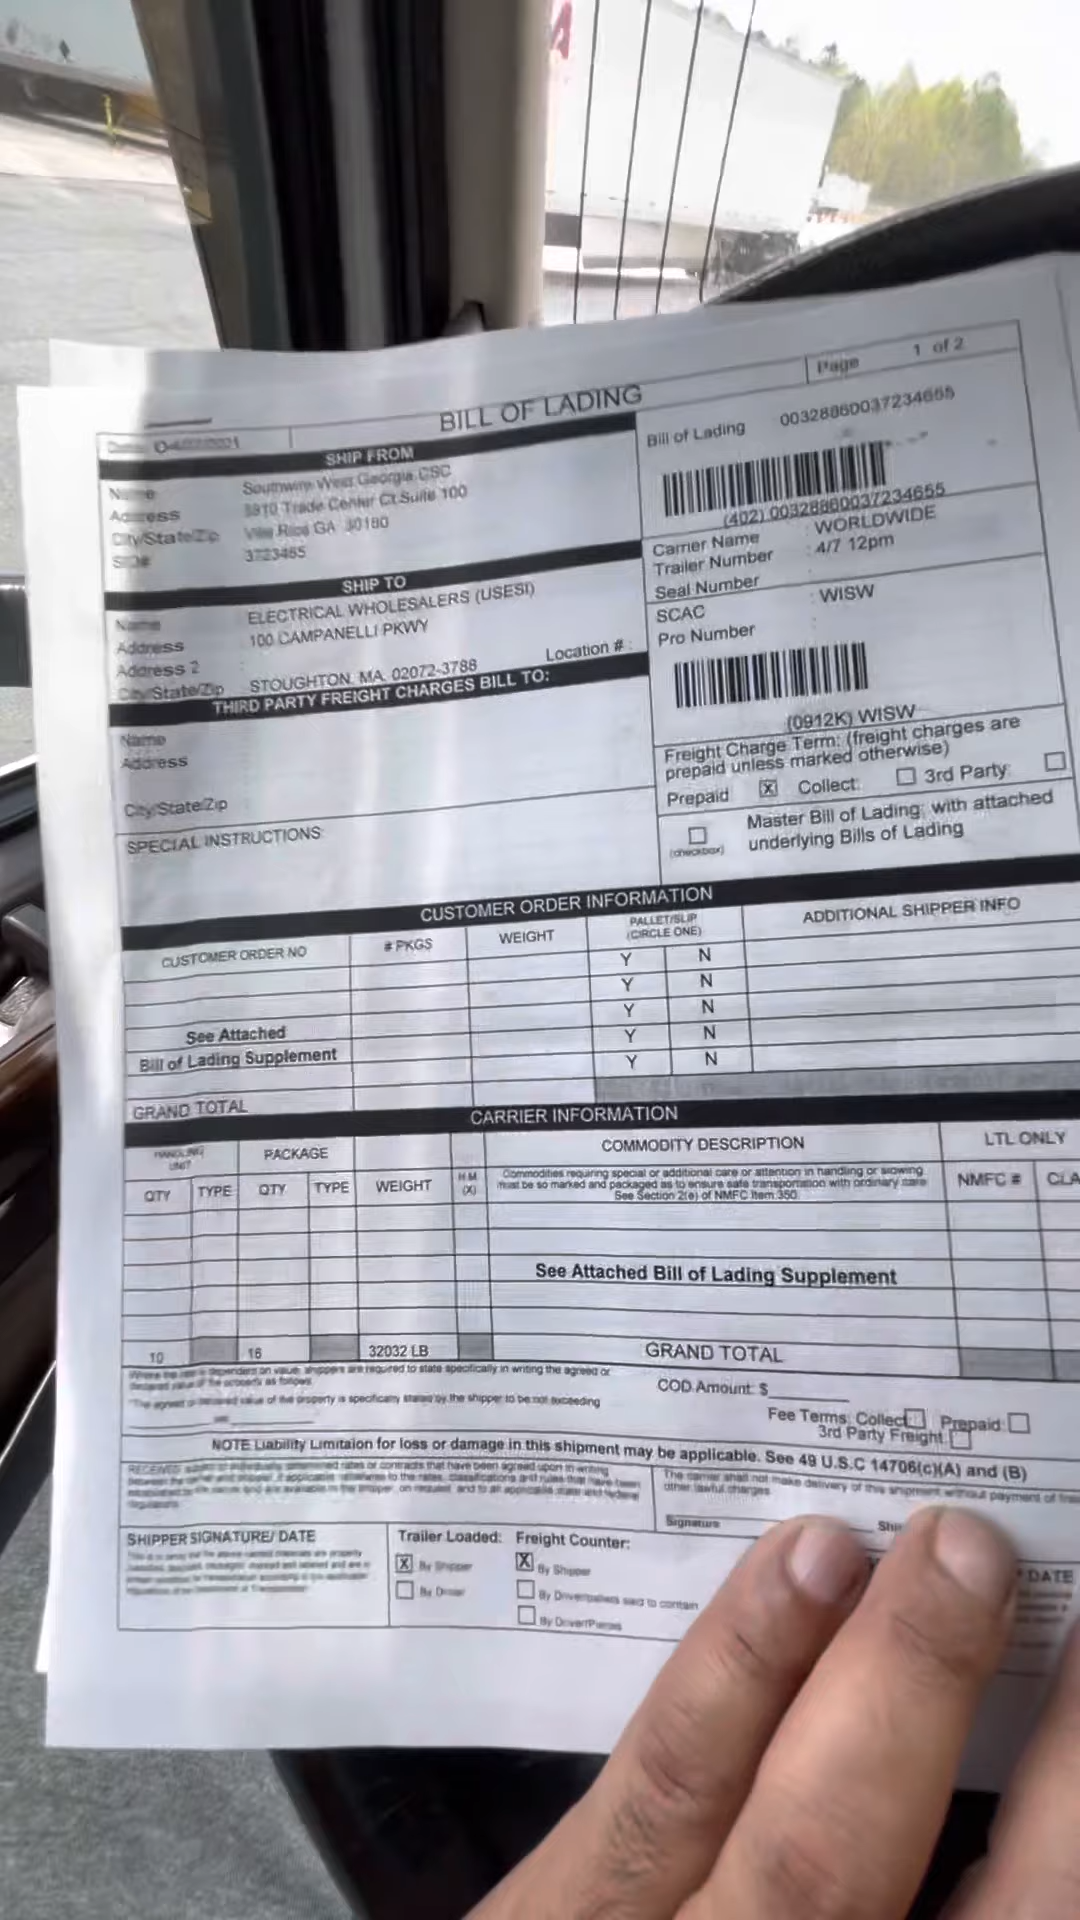 Page 1 of 2
BILL OF LADING
SHIP FROM
Name Southwire West Georgia CSC
Address Trade Center Ct Suite 100
City/State/Zip Villa Rica GA 30180
3723465
SHIP TO
Name ELECTRICAL WHOLESALERS (USESI)
Address 100 CAMPANELLI PKWY
Address 2
Location # :
City/State/Zip STOUGHTON, MA, 02072-3788
THIRD PARTY FREIGHT CHARGES BILL TO:
Name
Address
City/State/Zip
SPECIAL INSTRUCTIONS:
Bill of Lading 00328860037234655
(402) 00328860037234655
Carrier Name : WORLDWIDE
Trailer Number : 4/7 12pm
Seal Number
SCAC : WISW
Pro Number :
(0912K) WISW
Freight Charge Term: (freight charges are
prepaid unless marked otherwise)
Prepaid X Collect: 3rd Party:
Master Bill of Lading: with attached
(checkbox) underlying Bills of Lading
CUSTOMER ORDER INFORMATION
CUSTOMER ORDER NO # PKGS WEIGHT PALLET/SLIP (CIRCLE ONE) ADDITIONAL SHIPPER INFO
Y N
Y N
Y N
See Attached Y N
Bill of Lading Supplement Y N
GRAND TOTAL
CARRIER INFORMATION
HANDLING UNIT PACKAGE COMMODITY DESCRIPTION LTL ONLY
QTY TYPE QTY TYPE WEIGHT H.M (X) NMFC #
Commodities requiring special or additional care or attention in handling or stowing
must be so marked and packaged as to ensure safe transportation with ordinary care
See Section 2(e) of NMFC Item 350
See Attached Bill of Lading Supplement
10 16 32032 LB GRAND TOTAL
Where the rate is dependent on value, shippers are required to state specifically in writing the agreed or
declared value of the property as follows
"The agreed or declared value of the property is specifically stated by the shipper to be not exceeding
COD Amount: $
Fee Terms: Collect Prepaid:
3rd Party Freight
NOTE Liability Limitaion for loss or damage in this shipment may be applicable. See 49 U.S.C 14706(c)(A) and (B)
The carrier shall not make delivery of this shipment without payment of
other lawful charges
Signature
SHIPPER SIGNATURE/ DATE
Trailer Loaded: Freight Counter:
X By Shipper X By Shipper
By Driver By Driver/pallets said to contain
By Driver/Pieces
DATE